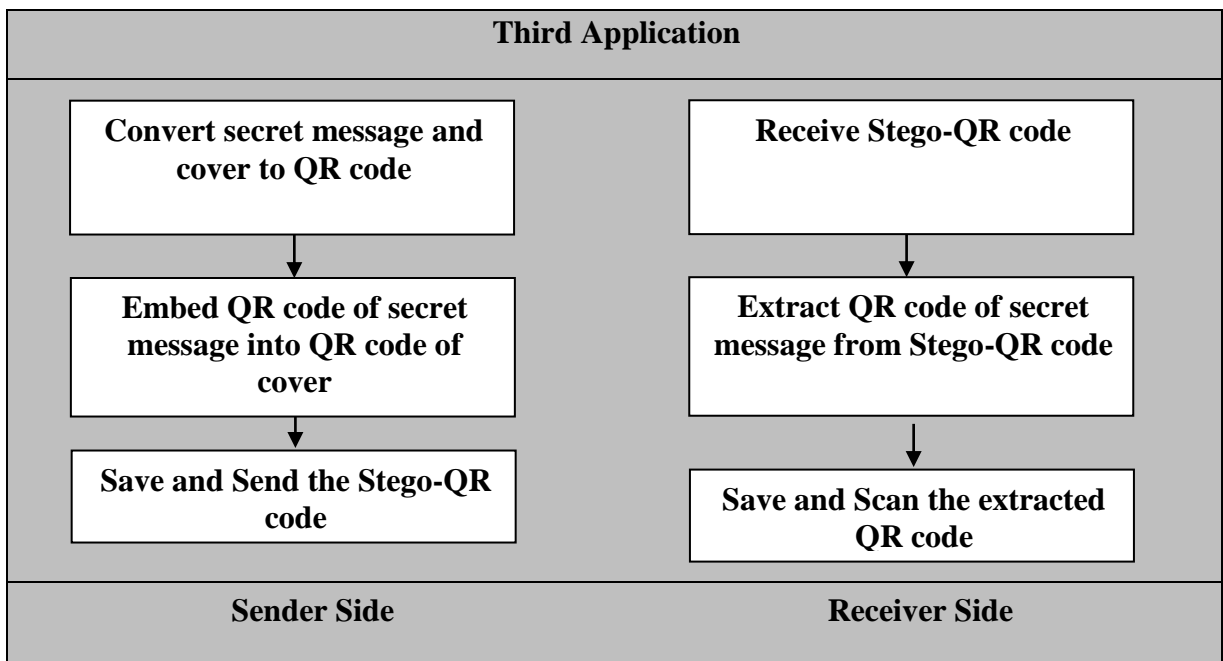 Third Application
Convert secret message and
cover to QR code
Embed QR code of secret
message into QR code of
cover
Save and Send the Stego-QR
code
Receive Stego-QR code
Extract QR code of secret
message from Stego-QR code
Save and Scan the extracted
QR code
Sender Side
Receiver Side